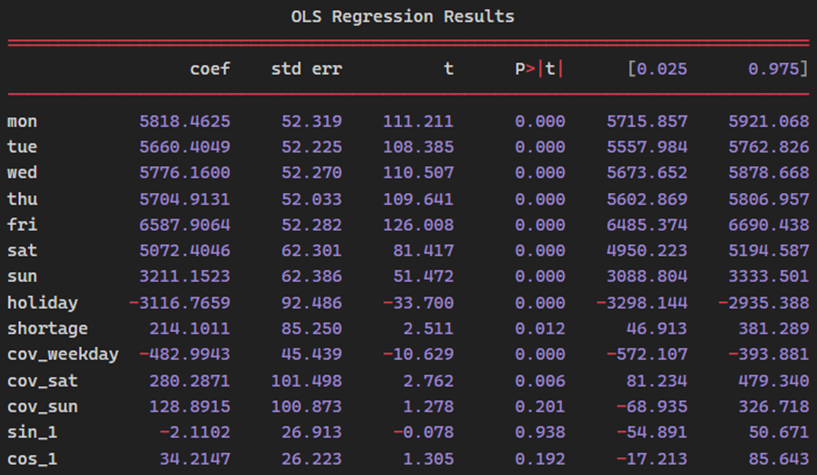 OLS Regression Results
coef std err t P>|t| [0.025 0.975]
mon 5818.4625 52.319 111.211 0.000 5715.857 5921.068
tue 5660.4049 52.225 108.385 0.000 5557.984 5762.826
wed 5776.1600 52.270 110.507 0.000 5673.652 5878.668
thu 5704.9131 52.033 109.641 0.000 5602.869 5806.957
fri 6587.9064 52.282 126.008 0.000 6485.374 6690.438
sat 5072.4046 62.301 81.417 0.000 4950.223 5194.587
sun 3211.1523 62.386 51.472 0.000 3088.804 3333.501
holiday -3116.7659 92.486 -33.700 0.000 -3298.144 -2935.388
shortage 214.1011 85.250 2.511 0.012 46.913 381.289
cov_weekday -482.9943 45.439 -10.629 0.000 -572.107 -393.881
cov_sat 280.2871 101.498 2.762 0.006 81.234 479.340
cov_sun 128.8915 100.873 1.278 0.201 -68.935 326.718
sin_1 -2.1102 26.913 -0.078 0.938 -54.891 50.671
cos_1 34.2147 26.223 1.305 0.192 -17.213 85.643